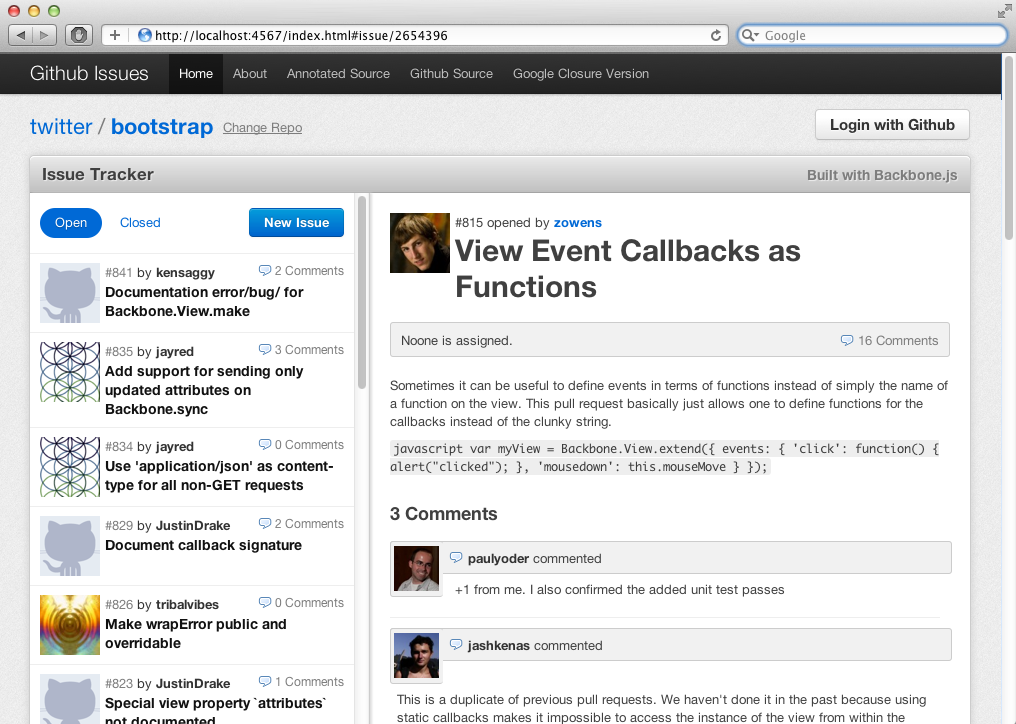 http://localhost:4567/index.html#issue/2654396
Google
Github Issues
Home
About
Annotated Source
Github Source
Google Closure Version
twitter / bootstrap
Change Repo
Login with Github
Issue Tracker
Built with Backbone.js
Open
Closed
New Issue
#841 by kensaggy
2 Comments
Documentation error/bug/ for
Backbone.View.make
#835 by jayred
3 Comments
Add support for sending only
updated attributes on
Backbone.sync
#834 by jayred
0 Comments
Use 'application/json' as content-
type for all non-GET requests
#829 by JustinDrake
2 Comments
Document callback signature
#826 by tribalvibes
0 Comments
Make wrapError public and
overridable
#823 by JustinDrake
1 Comments
Special view property `attributes`
not documented
#815 opened by zowens
View Event Callbacks as
Functions
Noone is assigned.
16 Comments
Sometimes it can be useful to define events in terms of functions instead of simply the name of
a function on the view. This pull request basically just allows one to define functions for the
callbacks instead of the clunky string.
javascript var myView = Backbone.View.extend({ events: { 'click': function() {
alert("clicked"); }, 'mousedown': this.mouseMove } });
3 Comments
paulyoder commented
+1 from me. I also confirmed the added unit test passes
jashkenas commented
This is a duplicate of previous pull requests. We haven't done it in the past because using
static callbacks makes it impossible to access the instance of the view from within the